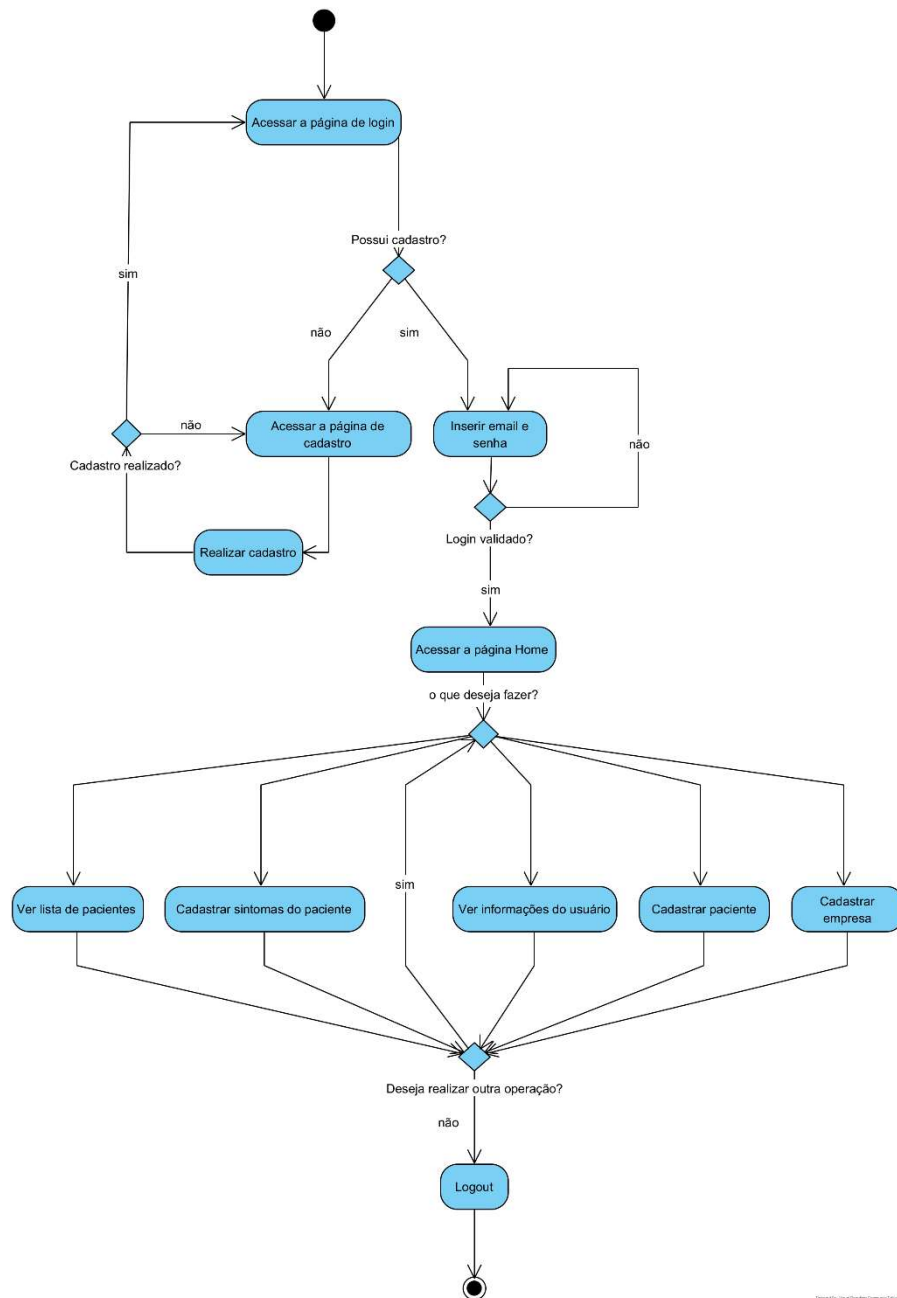 Acessar a página de login
Possui cadastro?
sim
não
sim
não
Acessar a página de
cadastro
Inserir email e
senha
não
Cadastro realizado?
Login validado?
Realizar cadastro
sim
Acessar a página Home
o que deseja fazer?
sim
Ver lista de pacientes
Cadastrar sintomas do paciente
Ver informações do usuário
Cadastrar paciente
Cadastrar
empresa
Deseja realizar outra operação?
não
Logout